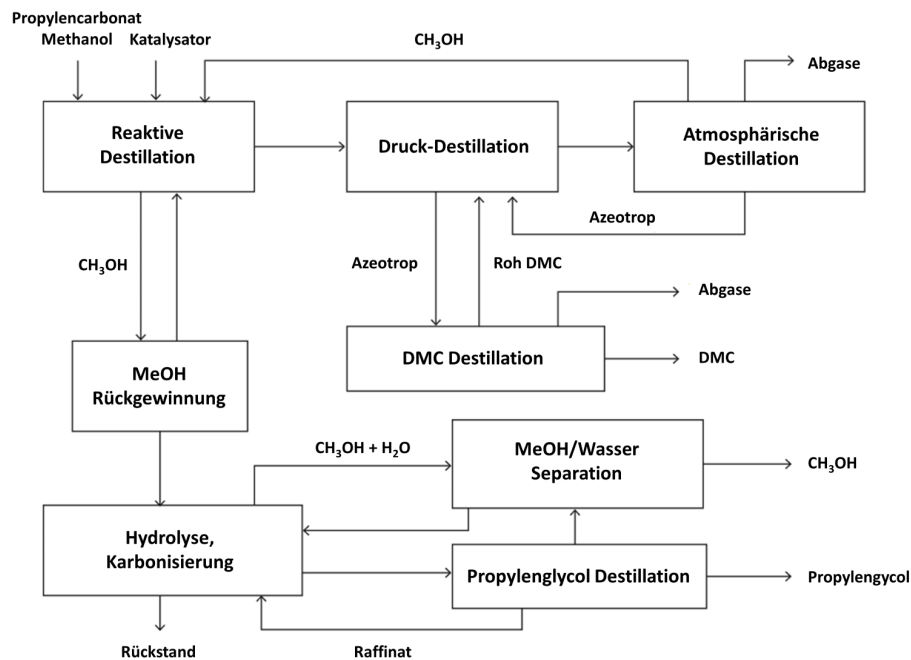 Propylencarbonat
Methanol Katalysator
CH₃OH
Abgase
Reaktive
Destillation
Druck-Destillation
Atmosphärische
Destillation
Azeotrop
CH₃OH
Azeotrop
Roh DMC
Abgase
DMC Destillation
DMC
MeOH
Rückgewinnung
CH₃OH + H₂O
MeOH/Wasser
Separation
CH₃OH
Hydrolyse,
Karbonisierung
Propylenglycol Destillation
Propylengycol
Rückstand
Raffinat